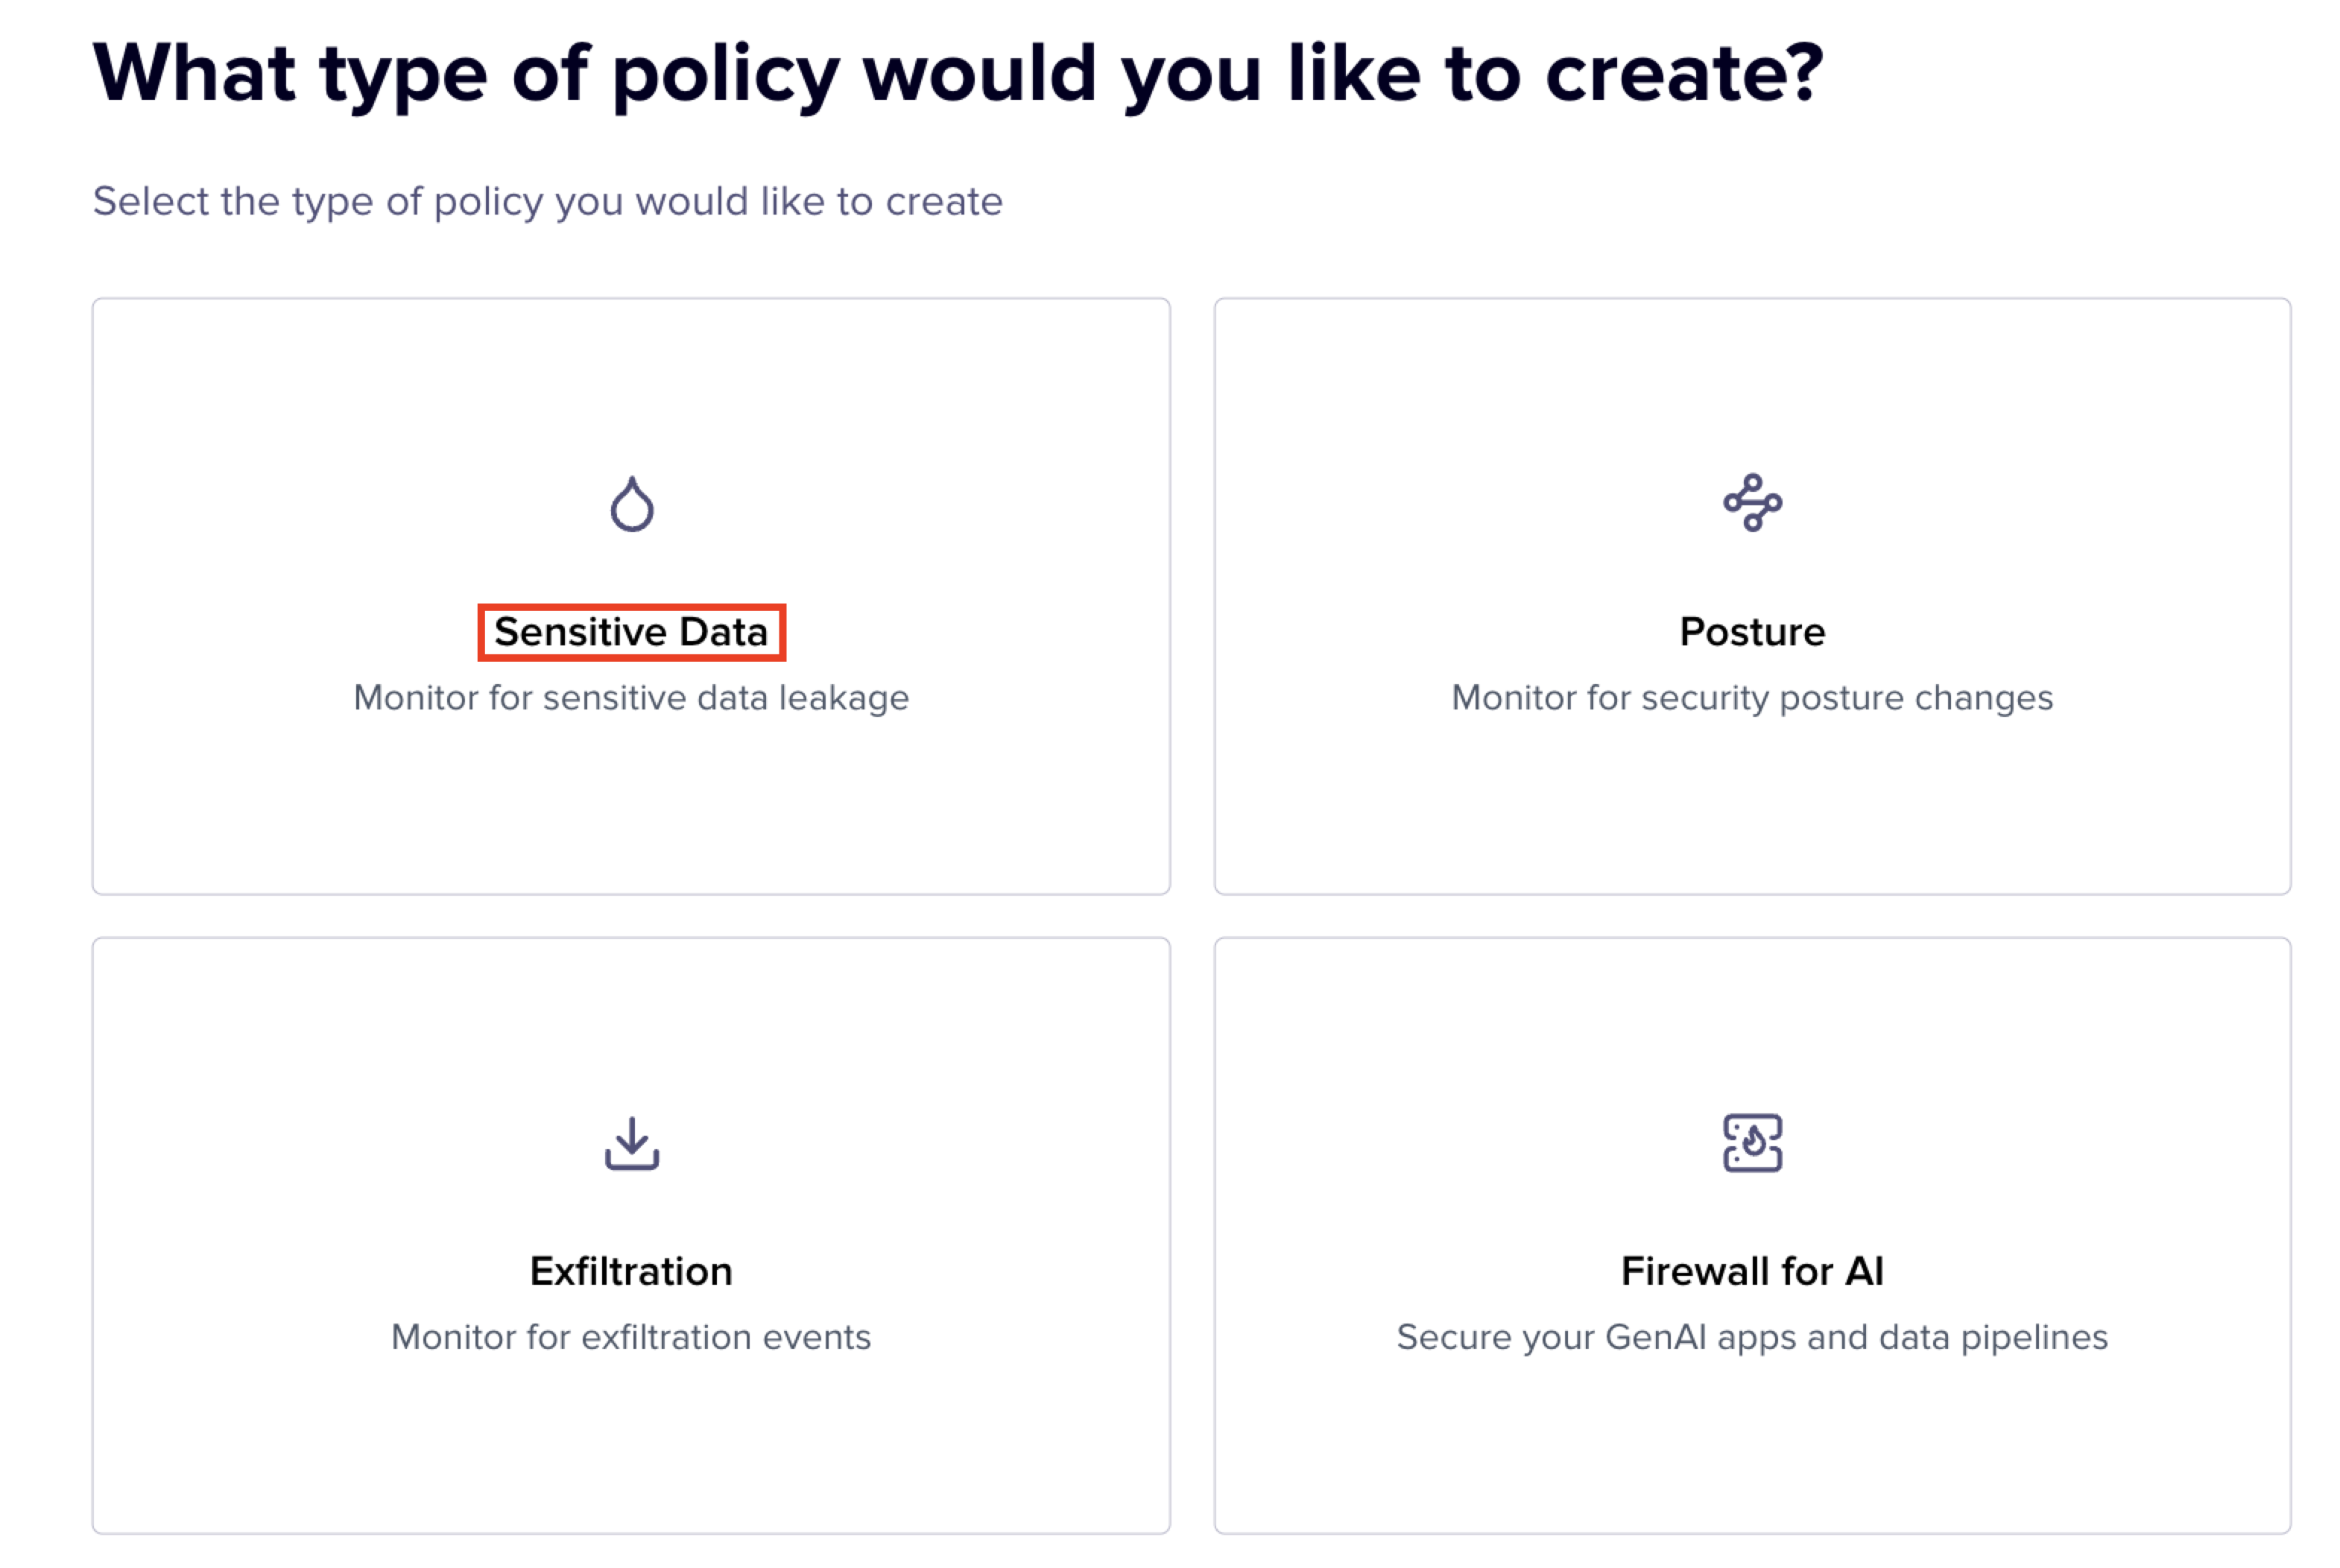 What type of policy would you like to create?
Select the type of policy you would like to create
Sensitive Data
Monitor for sensitive data leakage
Posture
Monitor for security posture changes
Exfiltration
Monitor for exfiltration events
Firewall for AI
Secure your GenAI apps and data pipelines